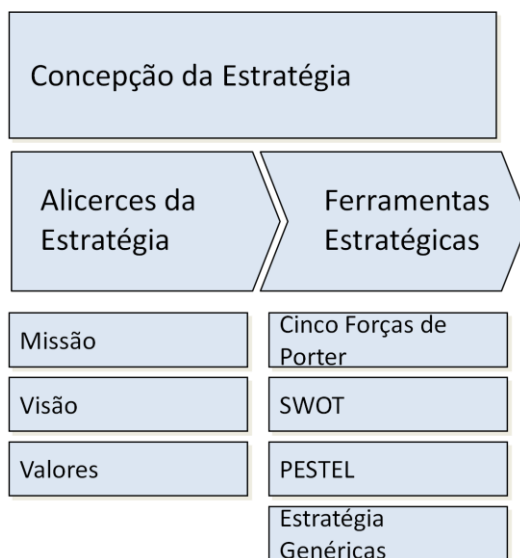 Concepção da Estratégia
Alicerces da
Estratégia
Ferramentas
Estratégicas
Missão
Visão
Valores
Cinco Forças de
Porter
SWOT
PESTEL
Estratégia
Genéricas